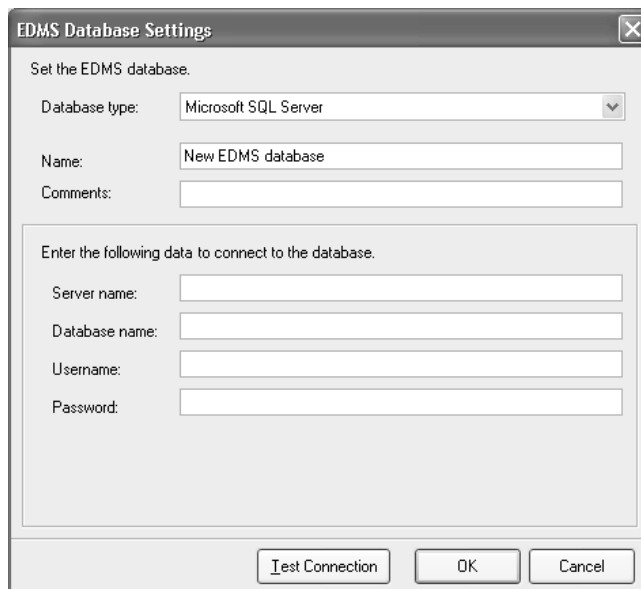 EDMS Database Settings
Set the EDMS database.
Database type: Microsoft SQL Server
Name: New EDMS database
Comments:
Enter the following data to connect to the database.
Server name:
Database name:
Username:
Password:
Test Connection OK Cancel